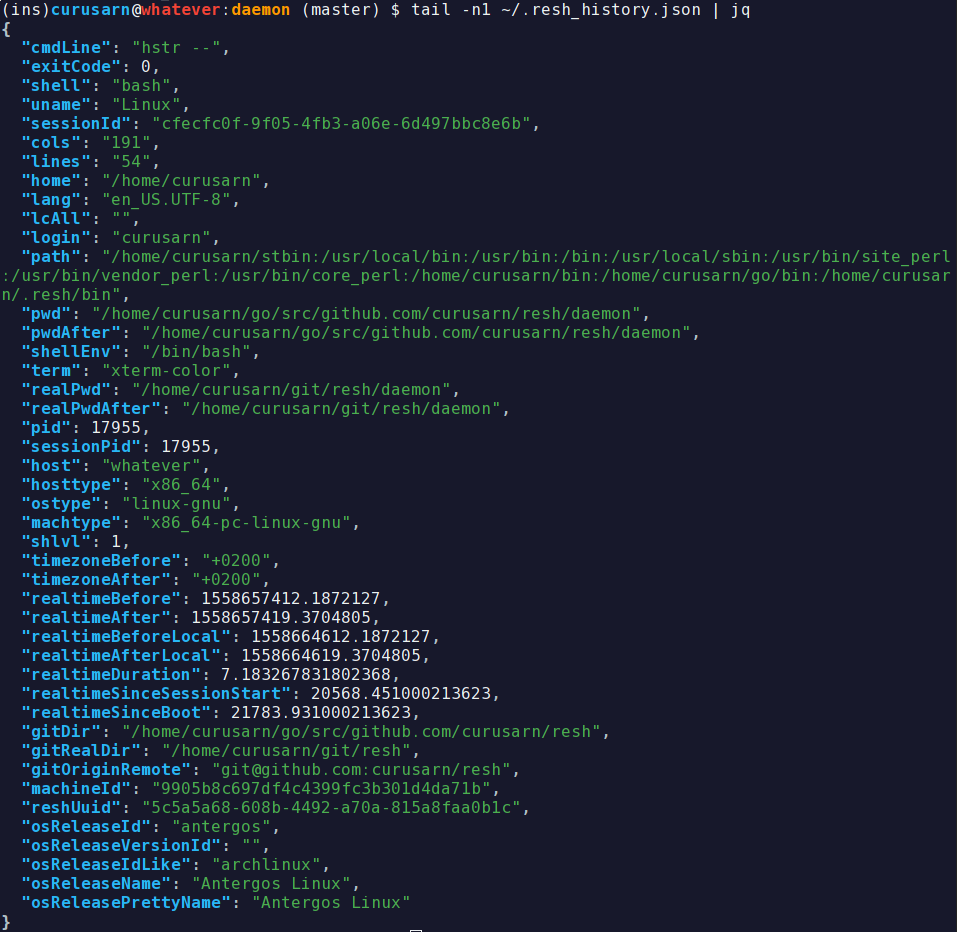 (ins)curusarn@whatever:daemon (master) $ tail -n1 ~/.resh_history.json | jq
{
  "cmdLine": "hstr --",
  "exitCode": 0,
  "shell": "bash",
  "uname": "Linux",
  "sessionId": "cfecfc0f-9f05-4fb3-a06e-6d497bbc8e6b",
  "cols": "191",
  "lines": "54",
  "home": "/home/curusarn",
  "lang": "en_US.UTF-8",
  "lcAll": "",
  "login": "curusarn",
  "path": "/home/curusarn/stbin:/usr/local/bin:/usr/bin:/bin:/usr/local/sbin:/usr/bin/site_perl
:/usr/bin/vendor_perl:/usr/bin/core_perl:/home/curusarn/bin:/home/curusarn/go/bin:/home/curusar
n/.resh/bin",
  "pwd": "/home/curusarn/go/src/github.com/curusarn/resh/daemon",
  "pwdAfter": "/home/curusarn/go/src/github.com/curusarn/resh/daemon",
  "shellEnv": "/bin/bash",
  "term": "xterm-color",
  "realPwd": "/home/curusarn/git/resh/daemon",
  "realPwdAfter": "/home/curusarn/git/resh/daemon",
  "pid": 17955,
  "sessionPid": 17955,
  "host": "whatever",
  "hosttype": "x86_64",
  "ostype": "linux-gnu",
  "machtype": "x86_64-pc-linux-gnu",
  "shlvl": 1,
  "timezoneBefore": "+0200",
  "timezoneAfter": "+0200",
  "realtimeBefore": 1558657412.1872127,
  "realtimeAfter": 1558657419.3704805,
  "realtimeBeforeLocal": 1558664612.1872127,
  "realtimeAfterLocal": 1558664619.3704805,
  "realtimeDuration": 7.183267831802368,
  "realtimeSinceSessionStart": 20568.451000213623,
  "realtimeSinceBoot": 21783.931000213623,
  "gitDir": "/home/curusarn/go/src/github.com/curusarn/resh",
  "gitRealDir": "/home/curusarn/git/resh",
  "gitOriginRemote": "git@github.com:curusarn/resh",
  "machineId": "9905b8c697df4c4399fc3b301d4da71b",
  "reshUuid": "5c5a5a68-608b-4492-a70a-815a8faa0b1c",
  "osReleaseId": "antergos",
  "osReleaseVersionId": "",
  "osReleaseIdLike": "archlinux",
  "osReleaseName": "Antergos Linux",
  "osReleasePrettyName": "Antergos Linux"
}